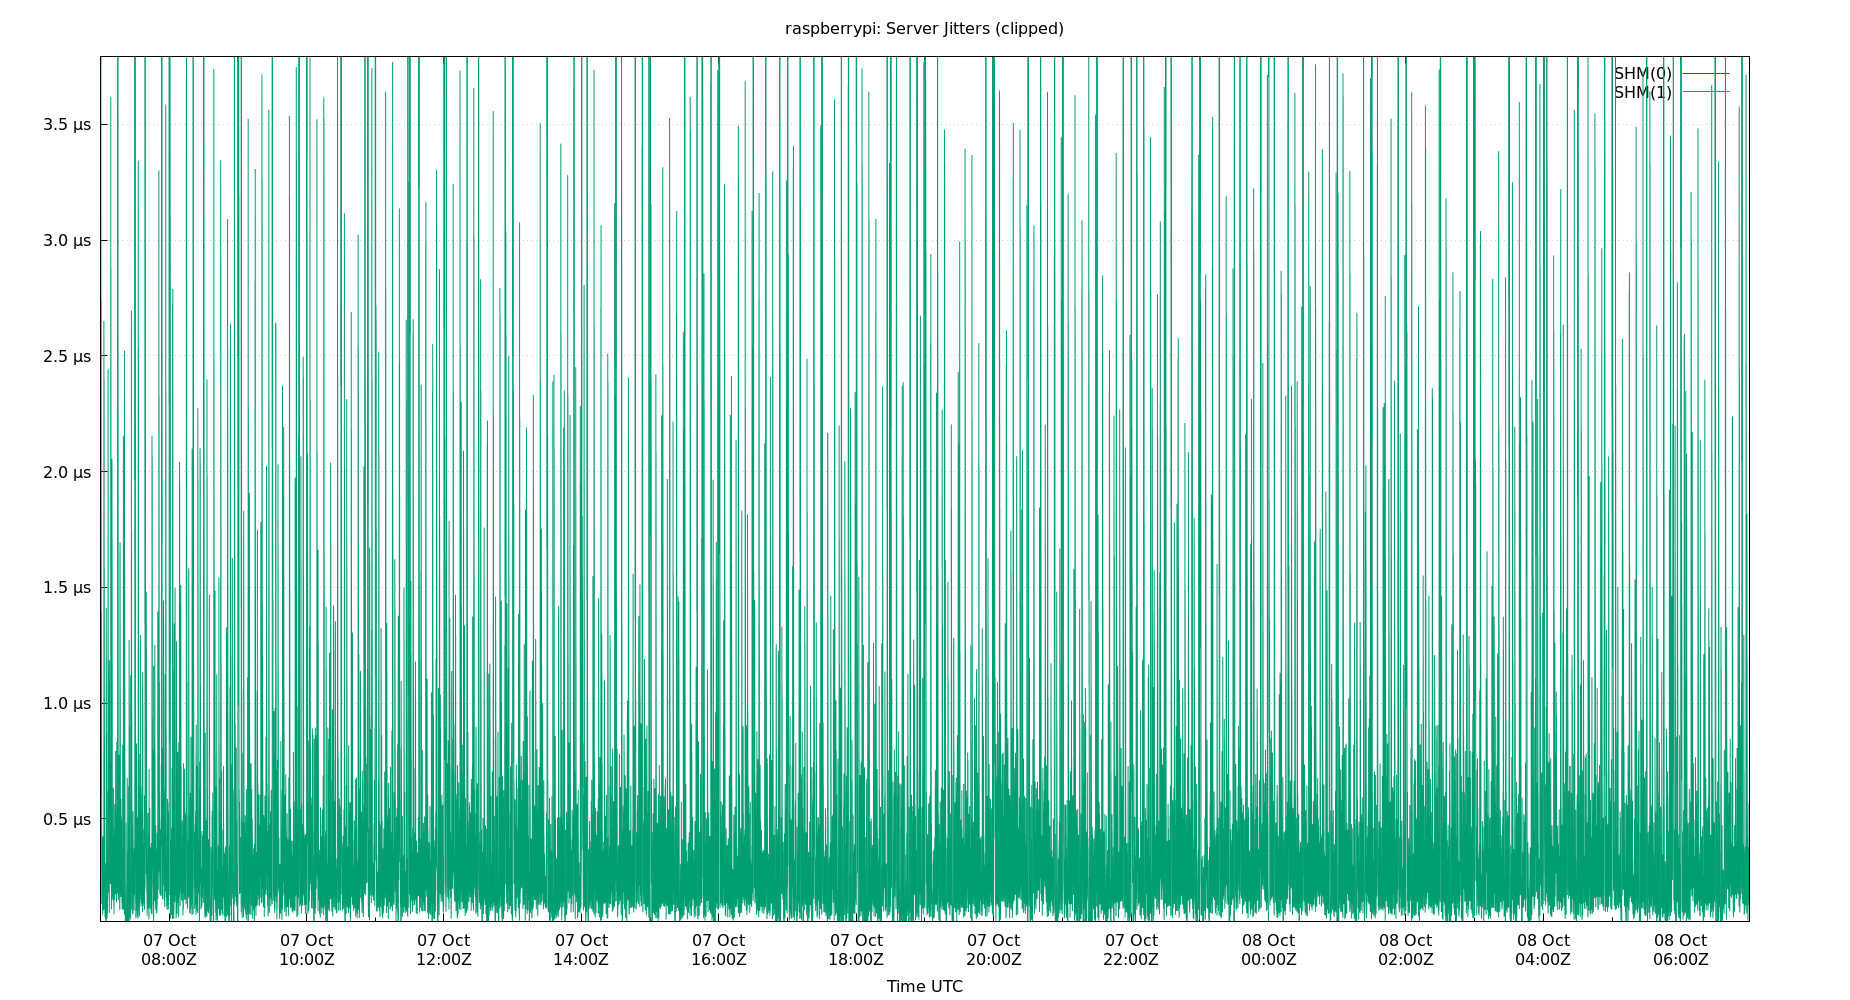 raspberrypi: Server Jitters (clipped)
SHM(0)
SHM(1)
3.5 µs
3.0 µs
2.5 µs
2.0 µs
1.5 µs
1.0 µs
0.5 µs
07 Oct 07 Oct 07 Oct 07 Oct 07 Oct 07 Oct 07 Oct 07 Oct 08 Oct 08 Oct 08 Oct 08 Oct
08:00Z 10:00Z 12:00Z 14:00Z 16:00Z 18:00Z 20:00Z 22:00Z 00:00Z 02:00Z 04:00Z 06:00Z
Time UTC